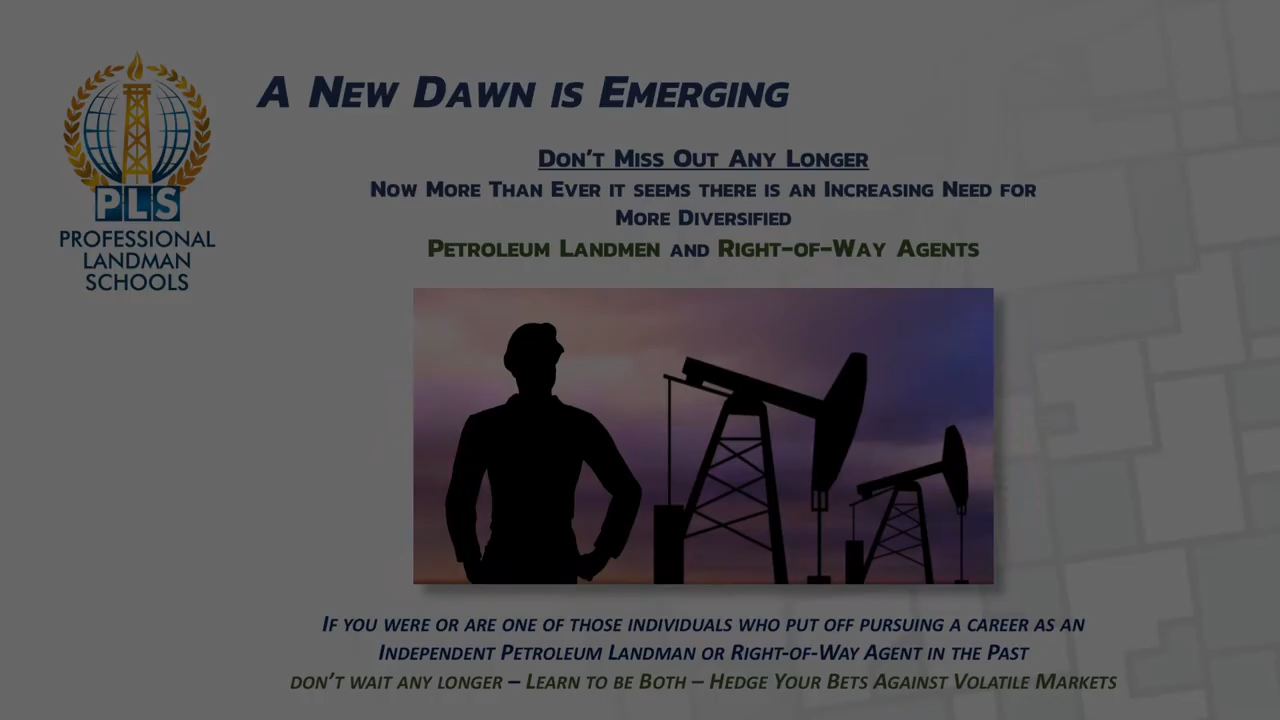 A New Dawn is Emerging
Don't Miss Out Any Longer
Now More Than Ever it seems there is an Increasing Need for
More Diversified
Petroleum Landmen and Right-of-Way Agents
PLS
PROFESSIONAL
LANDMAN
SCHOOLS
If you were or are one of those individuals who put off pursuing a career as an
Independent Petroleum Landman or Right-of-Way Agent in the Past
don't wait any longer – Learn to be Both – Hedge Your Bets Against Volatile Markets